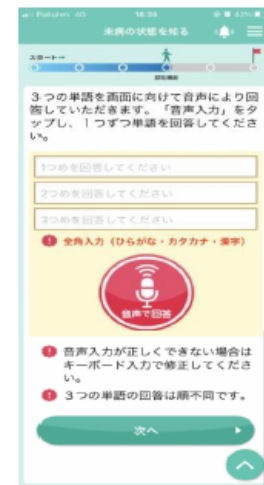 Rakuten 4G 16:36 43%
未病の状態を知る
スタート
認知機能
3つの単語を画面に向けて音声により回
答していただきます。「音声入力」をタ
ップし、1つずつ単語を回答してくださ
い。
1つめを回答してください
2つめを回答してください
3つめを回答してください
全角入力（ひらがな・カタカナ・漢字）
音声で回答
音声入力が正しくできない場合は
キーボード入力で修正してくださ
い。
3つの単語の回答は順不同です。
次へ